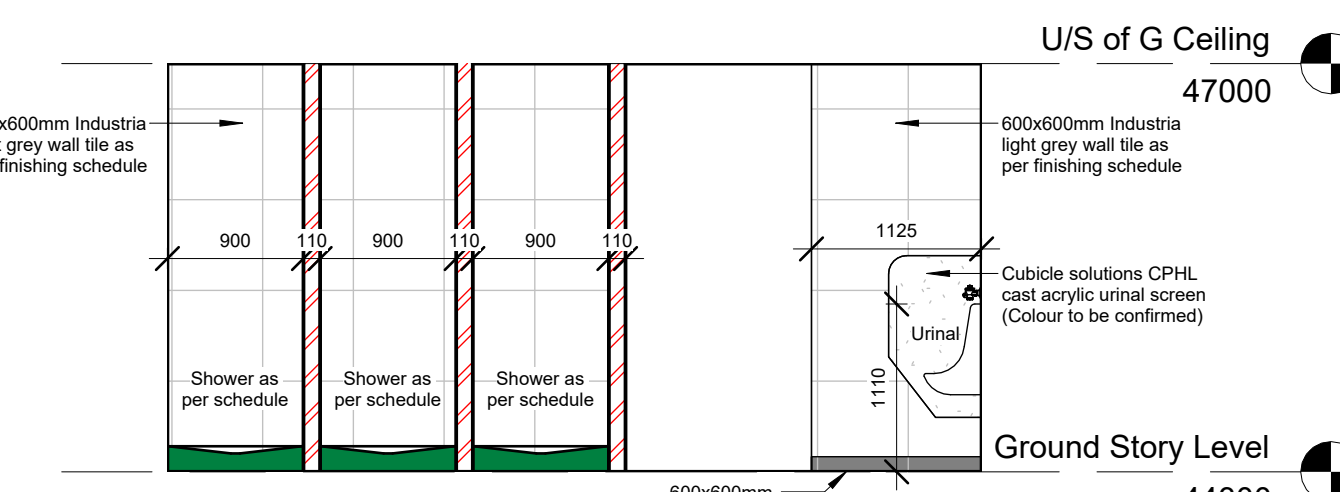 U/S of G Ceiling
47000
x600mm Industria
grey wall tile as
finishing schedule
600x600mm Industria
light grey wall tile as
per finishing schedule
900
110
900
110
900
110
1125
Cubicle solutions CPHL
cast acrylic urinal screen
(Colour to be confirmed)
Urinal
1110
Shower as
per schedule
Shower as
per schedule
Shower as
per schedule
Ground Story Level
600x600mm